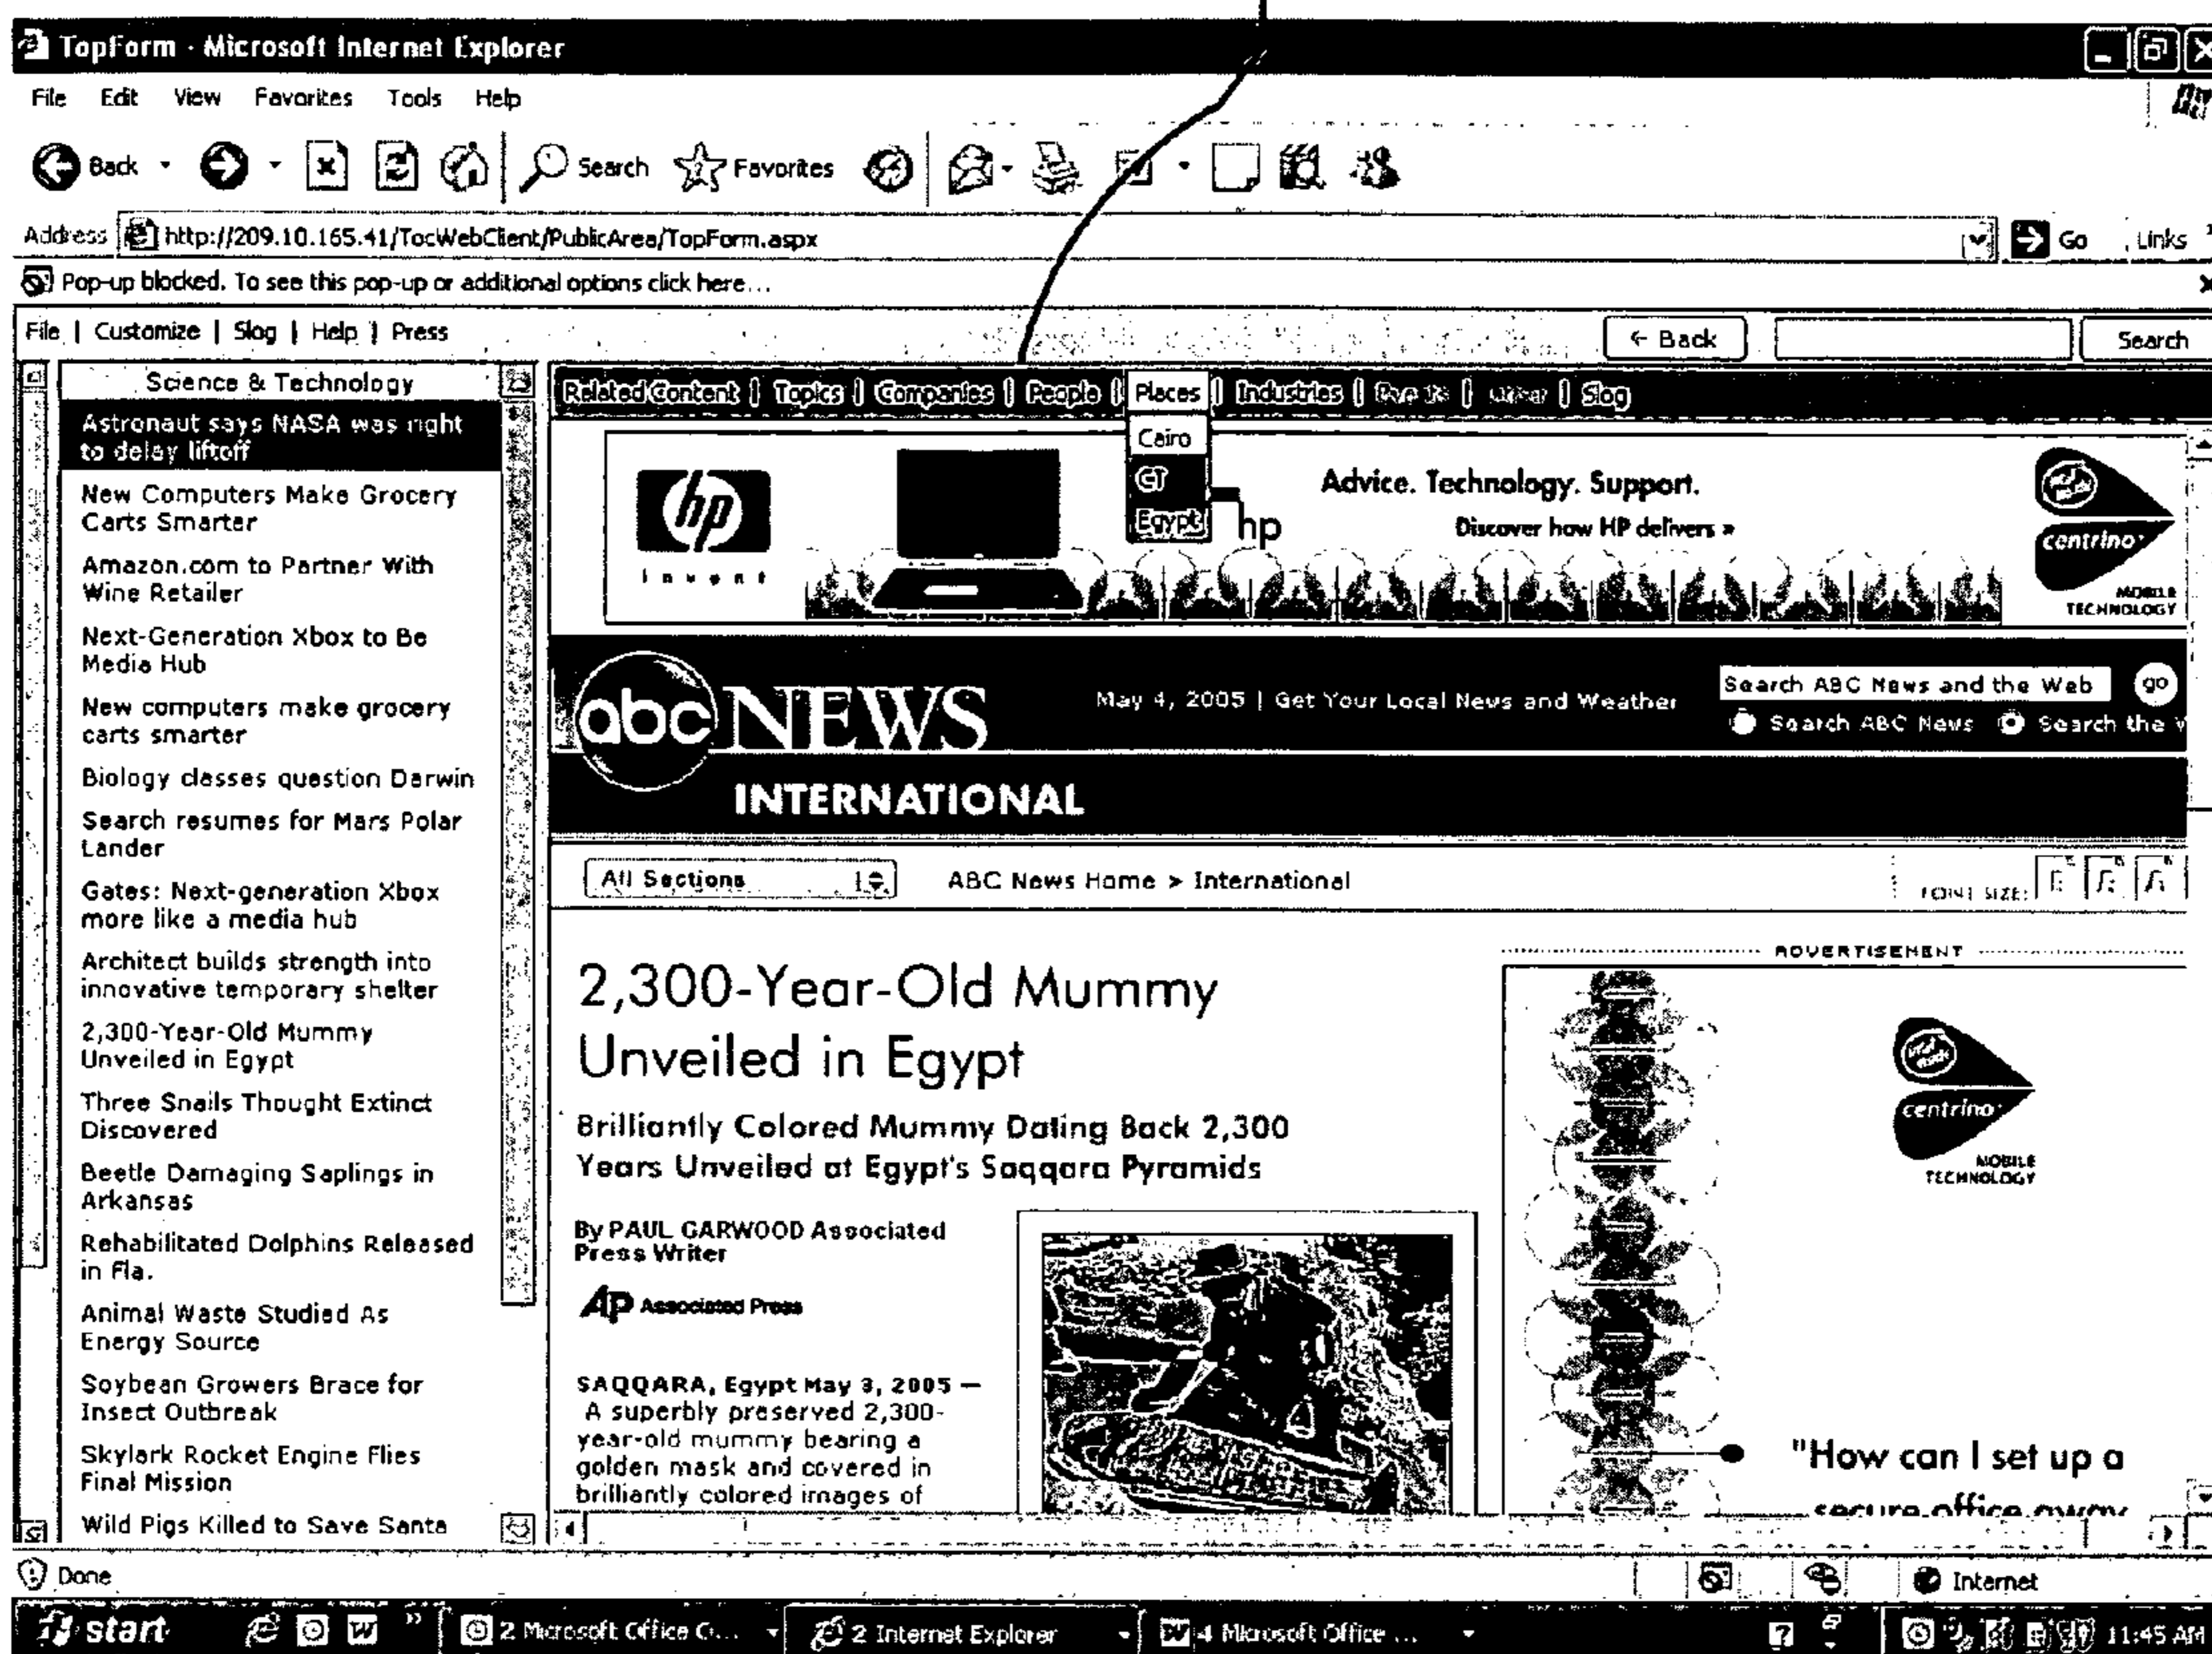 TopForm - Microsoft Internet Explorer
File Edit View Favorites Tools Help
Back Search Favorites
Address http://209.10.165.41/TocWebClient/PublicArea/TopForm.aspx Go Links
Pop-up blocked. To see this pop-up or additional options click here...
File | Customize | Slog | Help | Press ← Back Search
Science & Technology
Astronaut says NASA was right
to delay liftoff
New Computers Make Grocery
Carts Smarter
Amazon.com to Partner With
Wine Retailer
Next-Generation Xbox to Be
Media Hub
New computers make grocery
carts smarter
Biology classes question Darwin
Search resumes for Mars Polar
Lander
Gates: Next-generation Xbox
more like a media hub
Architect builds strength into
innovative temporary shelter
2,300-Year-Old Mummy
Unveiled in Egypt
Three Snails Thought Extinct
Discovered
Beetle Damaging Saplings in
Arkansas
Rehabilitated Dolphins Released
in Fla.
Animal Waste Studied As
Energy Source
Soybean Growers Brace for
Insect Outbreak
Skylark Rocket Engine Flies
Final Mission
Wild Pigs Killed to Save Santa
Related Content | Topics | Companies | People | Places | Industries | | | Slog
Cairo
GT
Egypt
hp
invent
hp
Advice. Technology. Support.
Discover how HP delivers »
centrino
MOBILE
TECHNOLOGY
abc NEWS
May 4, 2005 | Get Your Local News and Weather
Search ABC News and the Web go
Search ABC News Search the
INTERNATIONAL
All Sections ABC News Home > International FONT SIZE:
2,300-Year-Old Mummy
Unveiled in Egypt
Brilliantly Colored Mummy Dating Back 2,300
Years Unveiled at Egypt's Saqqara Pyramids
By PAUL GARWOOD Associated
Press Writer
AP Associated Press
SAQQARA, Egypt May 3, 2005 —
A superbly preserved 2,300-
year-old mummy bearing a
golden mask and covered in
brilliantly colored images of
ADVERTISEMENT
centrino
MOBILE
TECHNOLOGY
"How can I set up a
secure office away
Done Internet
start 2 Microsoft Office O... 2 Internet Explorer 4 Microsoft Office ... 11:45 AM